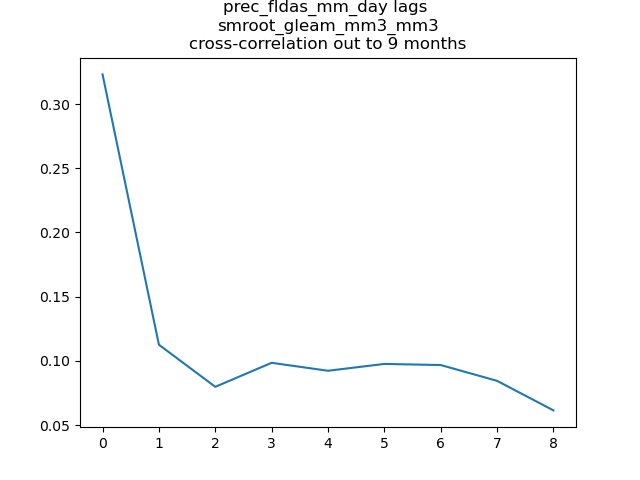 prec_fldas_mm_day lags
smroot_gleam_mm3_mm3
cross-correlation out to 9 months
0.30
0.25
0.20
0.15
0.10
0.05
0 1 2 3 4 5 6 7 8